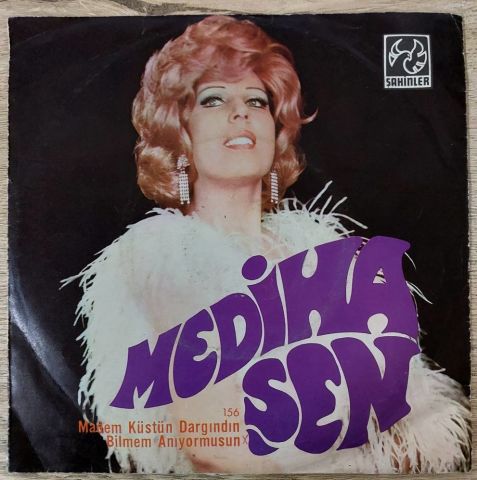 ŞAHİNLER
MEDİHA
ŞEN
156
Madem Küstün Dargındın
Bilmem Anıyormusun